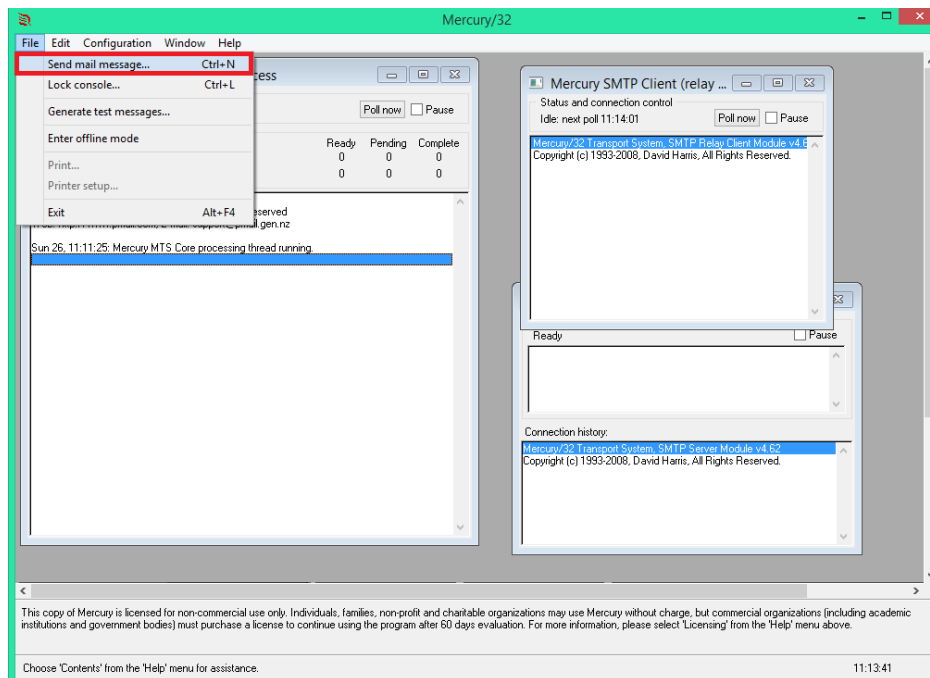 Mercury/32
File Edit Configuration Window Help
Send mail message... Ctrl+N
Lock console... Ctrl+L
Generate test messages...
Enter offline mode
Print...
Printer setup...
Exit Alt+F4
Poll now Pause
Ready Pending Complete
0 0 0
0 0 0
Sun 26, 11:11:25: Mercury MTS Core processing thread running.
Mercury SMTP Client (relay ...
Status and connection control
Idle: next poll 11:14:01 Poll now Pause
Mercury/32 Transport System, SMTP Relay Client Module
Copyright (c) 1993-2008, David Harris, All Rights Reserved.
Ready Pause
Connection history:
Mercury/32 Transport System, SMTP Server Module v4.62
Copyright (c) 1993-2008, David Harris, All Rights Reserved.
This copy of Mercury is licensed for non-commercial use only. Individuals, families, non-profit and charitable organizations may use Mercury without charge, but commercial organizations (including academic
institutions and government bodies) must purchase a license to continue using the program after 60 days evaluation. For more information, please select 'Licensing' from the 'Help' menu above.
Choose 'Contents' from the 'Help' menu for assistance. 11:13:41